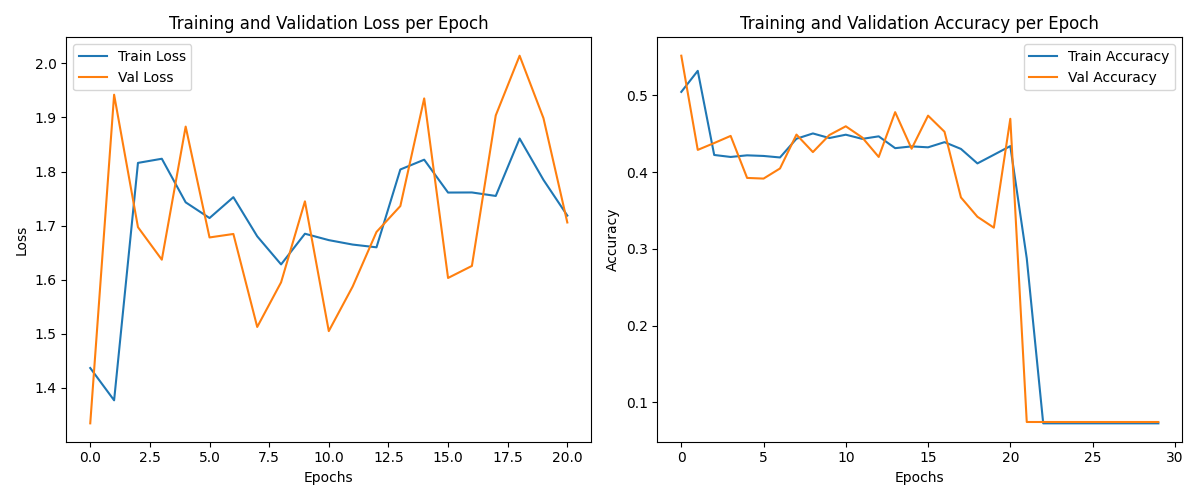 Training and Validation Loss per Epoch
Train Loss
Val Loss
2.0
1.9
1.8
1.7
1.6
1.5
1.4
Loss
0.0 2.5 5.0 7.5 10.0 12.5 15.0 17.5 20.0
Epochs
Training and Validation Accuracy per Epoch
Train Accuracy
Val Accuracy
0.5
0.4
0.3
0.2
0.1
Accuracy
0 5 10 15 20 25 30
Epochs